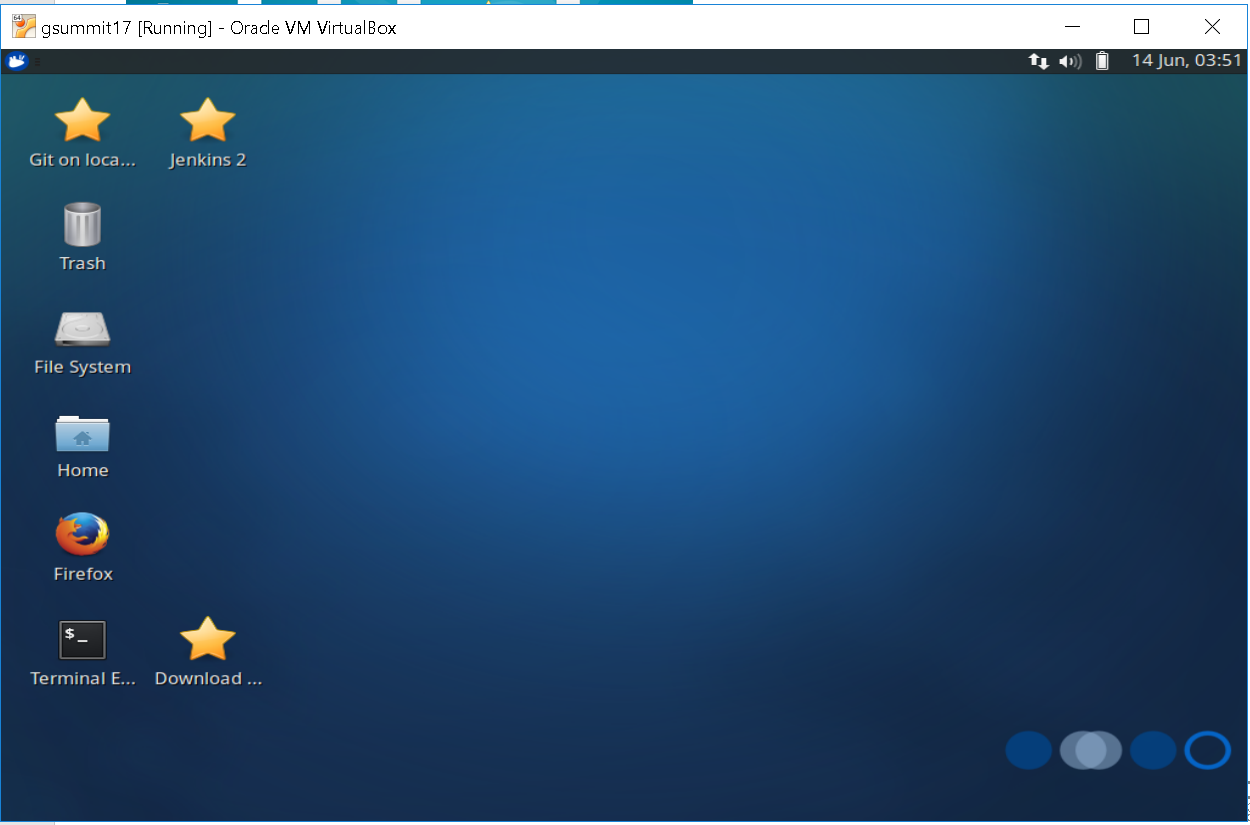 gsummit17 [Running] - Oracle VM VirtualBox
14 Jun, 03:51
Git on loca... Jenkins 2
Trash
File System
Home
Firefox
$_
Terminal E... Download ...